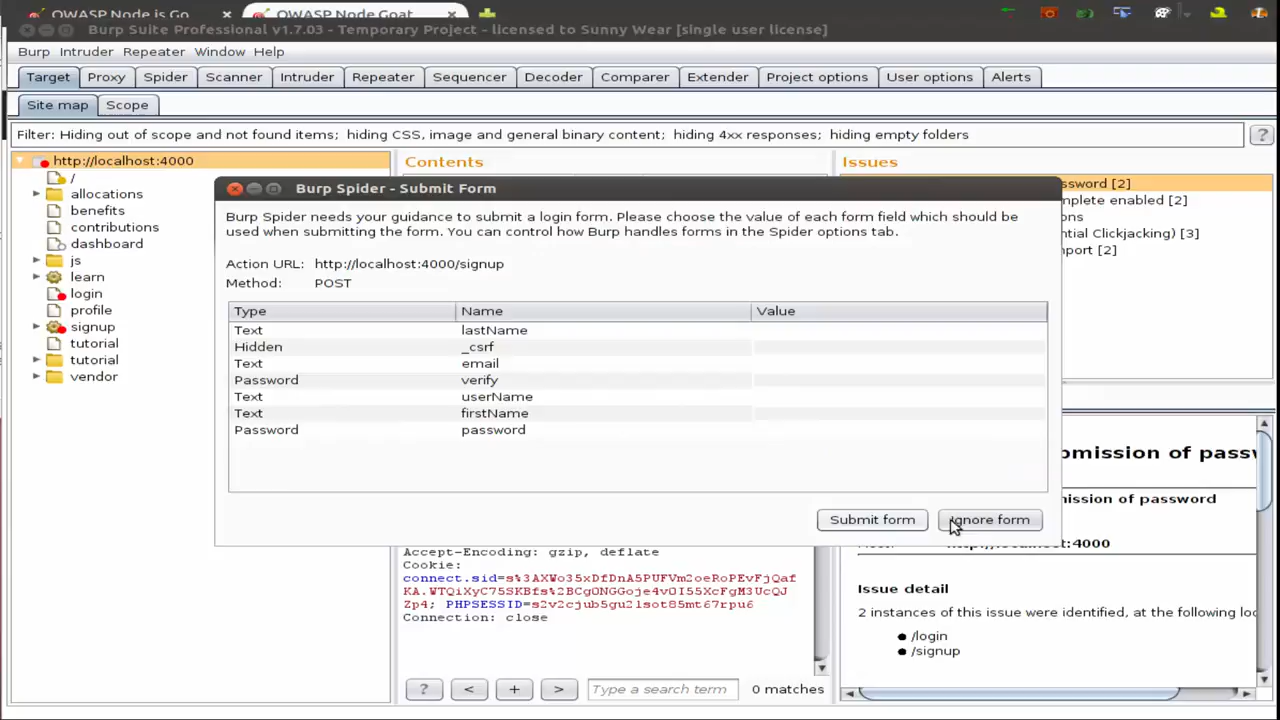 OWASP Node is Go
OWASP Node Goat
Burp Suite Professional v1.7.03 - Temporary Project - licensed to Sunny Wear [single user license]
Burp Intruder Repeater Window Help
Target Proxy Spider Scanner Intruder Repeater Sequencer Decoder Comparer Extender Project options User options Alerts
Site map Scope
Filter: Hiding out of scope and not found items; hiding CSS, image and general binary content; hiding 4xx responses; hiding empty folders ?
http://localhost:4000
/
allocations
benefits
contributions
dashboard
js
learn
login
profile
signup
tutorial
tutorial
vendor
Contents
Issues
ssword [2]
mplete enabled [2]
ons
ential Clickjacking) [3]
mport [2]
Burp Spider - Submit Form
Burp Spider needs your guidance to submit a login form. Please choose the value of each form field which should be
used when submitting the form. You can control how Burp handles forms in the Spider options tab.
Action URL: http://localhost:4000/signup
Method: POST
Type Name Value
Text lastName
Hidden _csrf
Text email
Password verify
Text userName
Text firstName
Password password
Submit form Ignore form
Accept-Encoding: gzip, deflate
Cookie:
Connection: close
? < + > Type a search term 0 matches
bmission of passw
ission of password
http://localhost:4000
Issue detail
2 instances of this issue were identified, at the following loc
/login
/signup